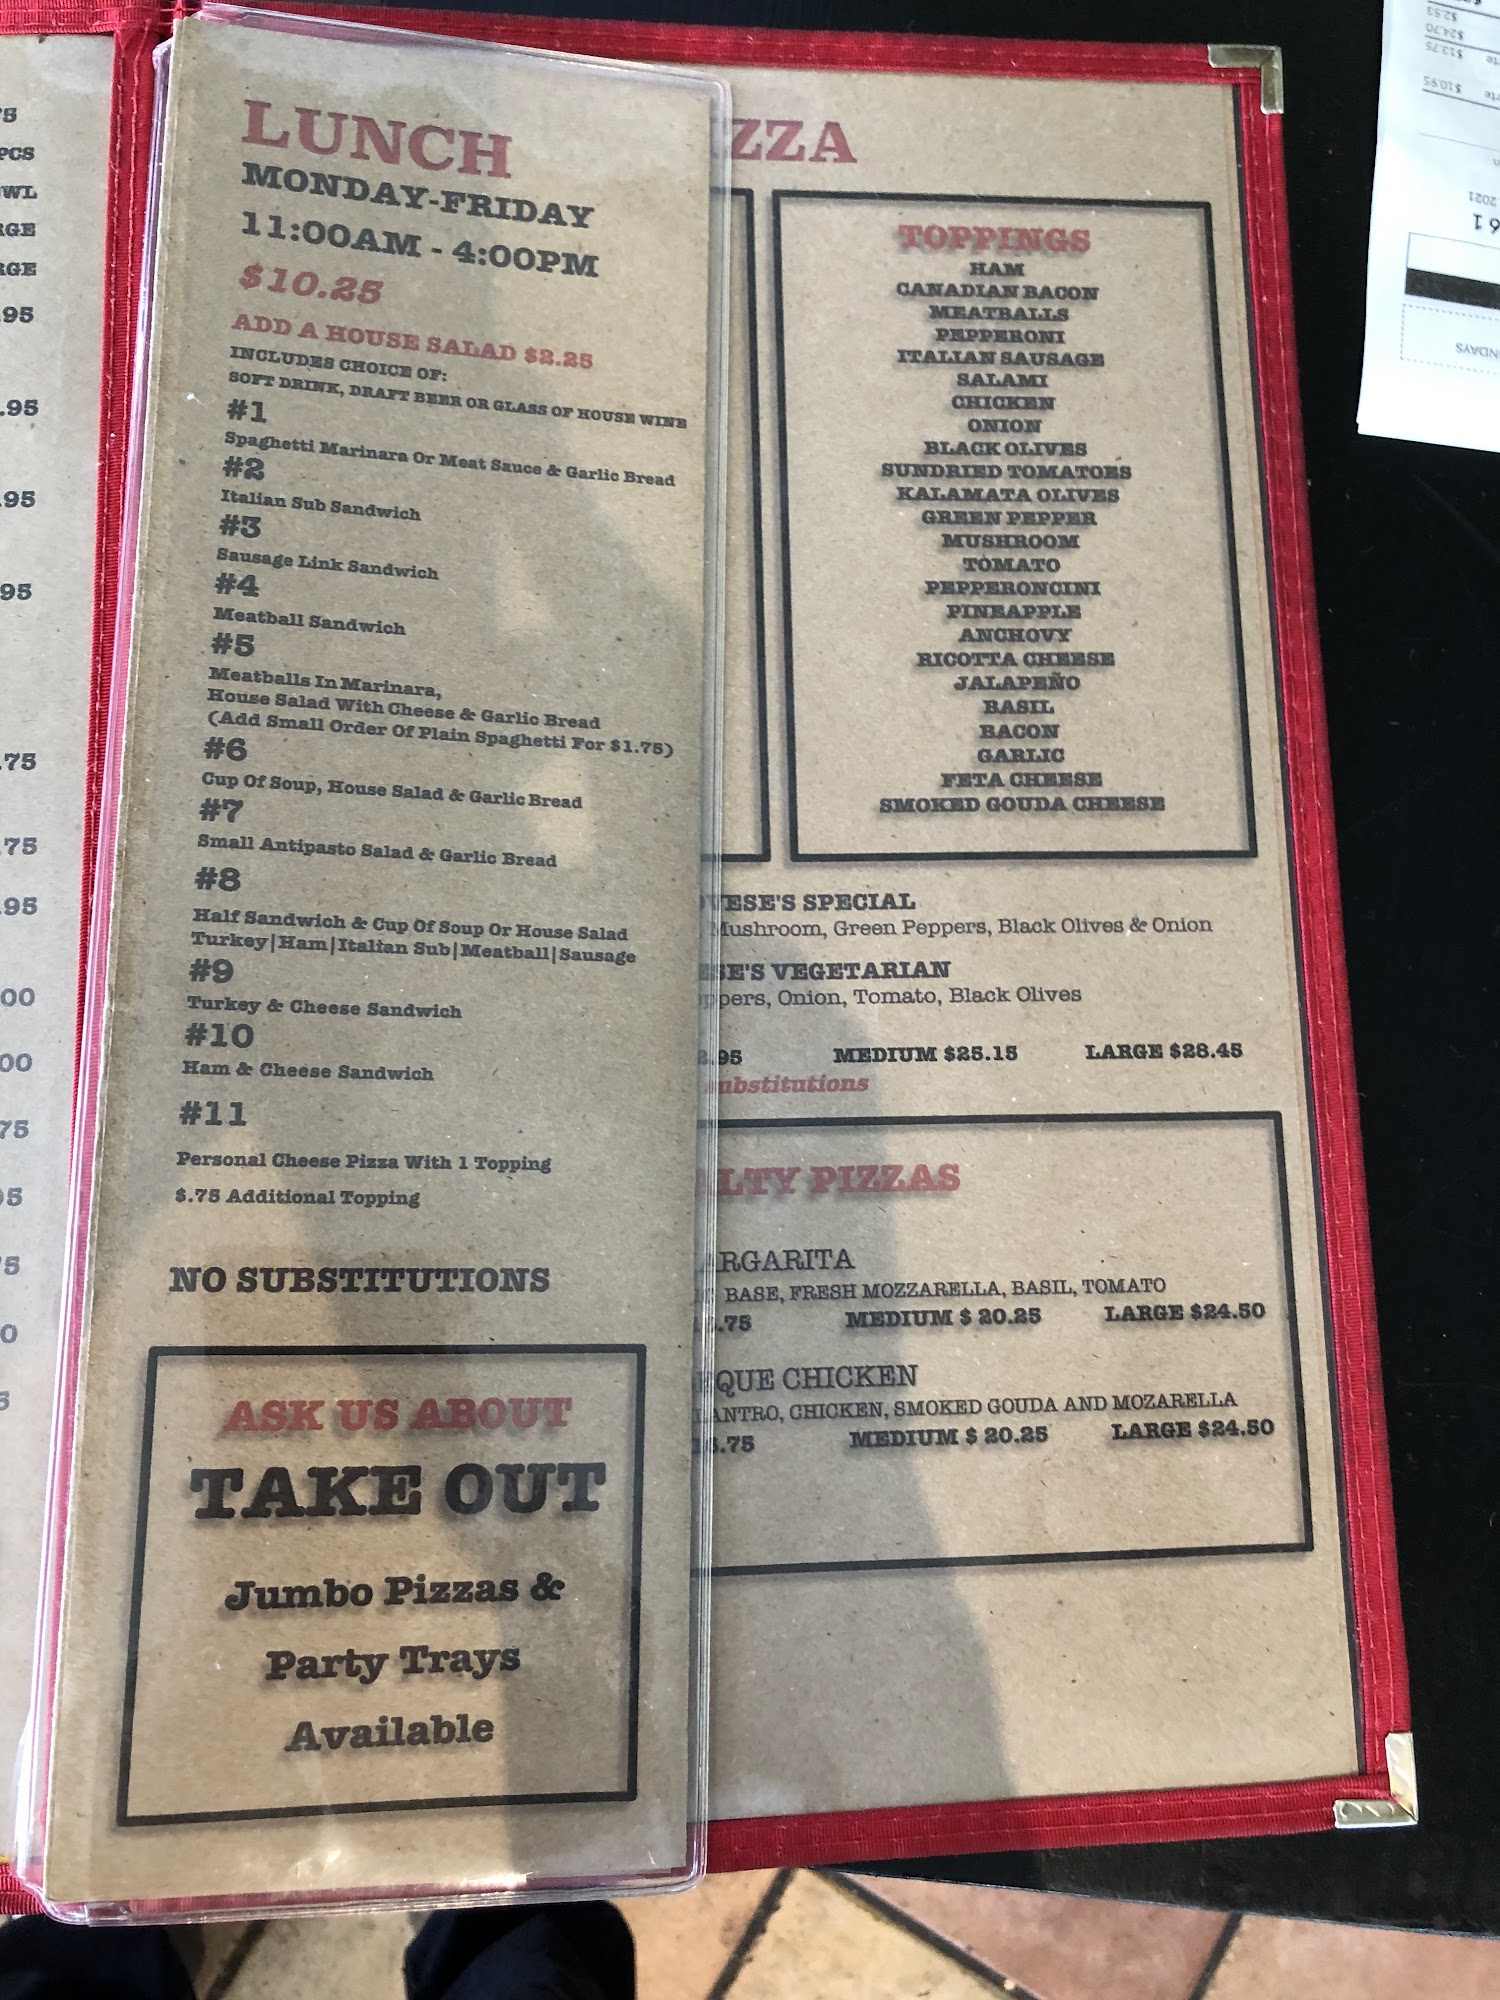 LUNCH
MONDAY-FRIDAY
11:00AM - 4:00PM
$10.25
ADD A HOUSE SALAD $2.25
INCLUDES CHOICE OF:
SOFT DRINK, DRAFT BEER OR GLASS OF HOUSE WINE
#1
Spaghetti Marinara Or Meat Sauce & Garlic Bread
#2
Italian Sub Sandwich
#3
Sausage Link Sandwich
#4
Meatball Sandwich
#5
Meatballs In Marinara,
House Salad With Cheese & Garlic Bread
(Add Small Order Of Plain Spaghetti For $1.75)
#6
Cup Of Soup, House Salad & Garlic Bread
#7
Small Antipasto Salad & Garlic Bread
#8
Half Sandwich & Cup Of Soup Or House Salad
Turkey|Ham|Italian Sub|Meatball|Sausage
#9
Turkey & Cheese Sandwich
#10
Ham & Cheese Sandwich
#11
Personal Cheese Pizza With 1 Topping
$.75 Additional Topping
NO SUBSTITUTIONS
ASK US ABOUT
TAKE OUT
Jumbo Pizzas &
Party Trays
Available
ZZA
TOPPINGS
HAM
CANADIAN BACON
MEATBALLS
PEPPERONI
ITALIAN SAUSAGE
SALAMI
CHICKEN
ONION
BLACK OLIVES
SUNDRIED TOMATOES
KALAMATA OLIVES
GREEN PEPPER
MUSHROOM
TOMATO
PEPPERONCINI
PINEAPPLE
ANCHOVY
RICOTTA CHEESE
JALAPEÑO
BASIL
BACON
GARLIC
FETA CHEESE
SMOKED GOUDA CHEESE
VESE'S SPECIAL
Mushroom, Green Peppers, Black Olives & Onion
ESE'S VEGETARIAN
ppers, Onion, Tomato, Black Olives
2.95 MEDIUM $25.15 LARGE $28.45
ubstitutions
LTY PIZZAS
ARGARITA
BASE, FRESH MOZZARELLA, BASIL, TOMATO
.75 MEDIUM $ 20.25 LARGE $24.50
EQUE CHICKEN
LANTRO, CHICKEN, SMOKED GOUDA AND MOZARELLA
16.75 MEDIUM $ 20.25 LARGE $24.50